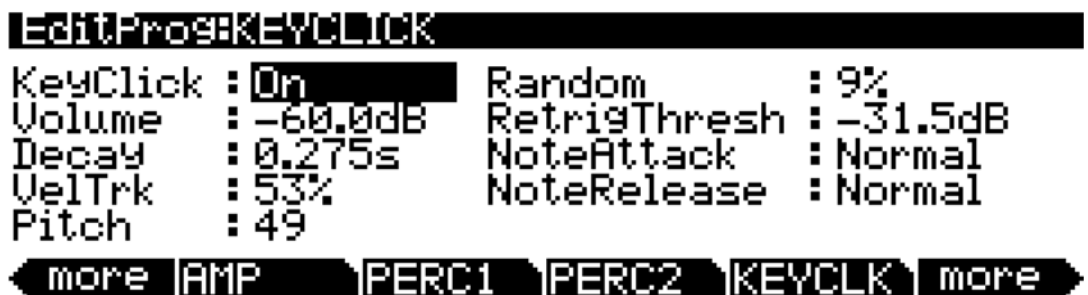 EditProg:KEYCLICK
KeyClick :On Random :9%
Volume :-60.0dB RetrigThresh :-31.5dB
Decay :0.275s NoteAttack :Normal
VelTrk :53% NoteRelease :Normal
Pitch :49
more AMP PERC1 PERC2 KEYCLK more